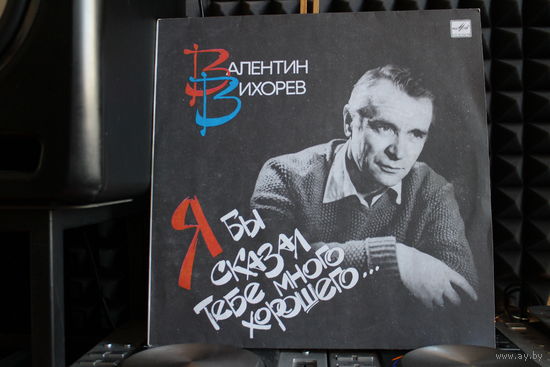 ВАЛЕНТИН
ВИХОРЕВ
Я БЫ
СКАЗАЛ
ТЕБЕ МНОГО
ХОРОШЕГО...
www.ay.by